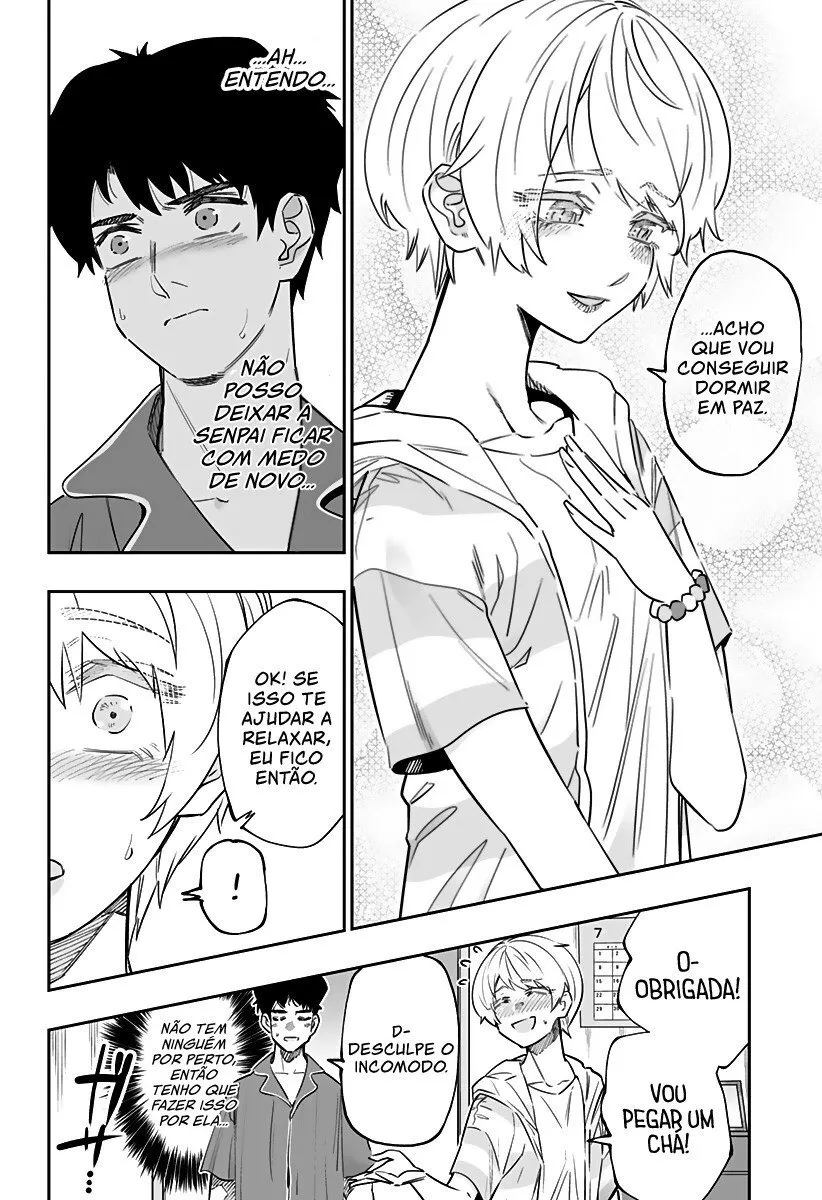 ...ACHO
QUE VOU
CONSEGUIR
DORMIR
EM PAZ.
...AH...
ENTENDO...
NÃO
POSSO
DEIXAR A
SENPAI FICAR
COM MEDO
DE NOVO...
OK! SE
ISSO TE
AJUDAR A
RELAXAR,
EU FICO
ENTÃO.
!
7
O-
OBRIGADA!
VOU
PEGAR UM
CHÁ!
D-
DESCULPE O
INCOMODO.
NÃO TEM
NINGUÉM
POR PERTO,
ENTÃO
TENHO QUE
FAZER ISSO
POR ELA...